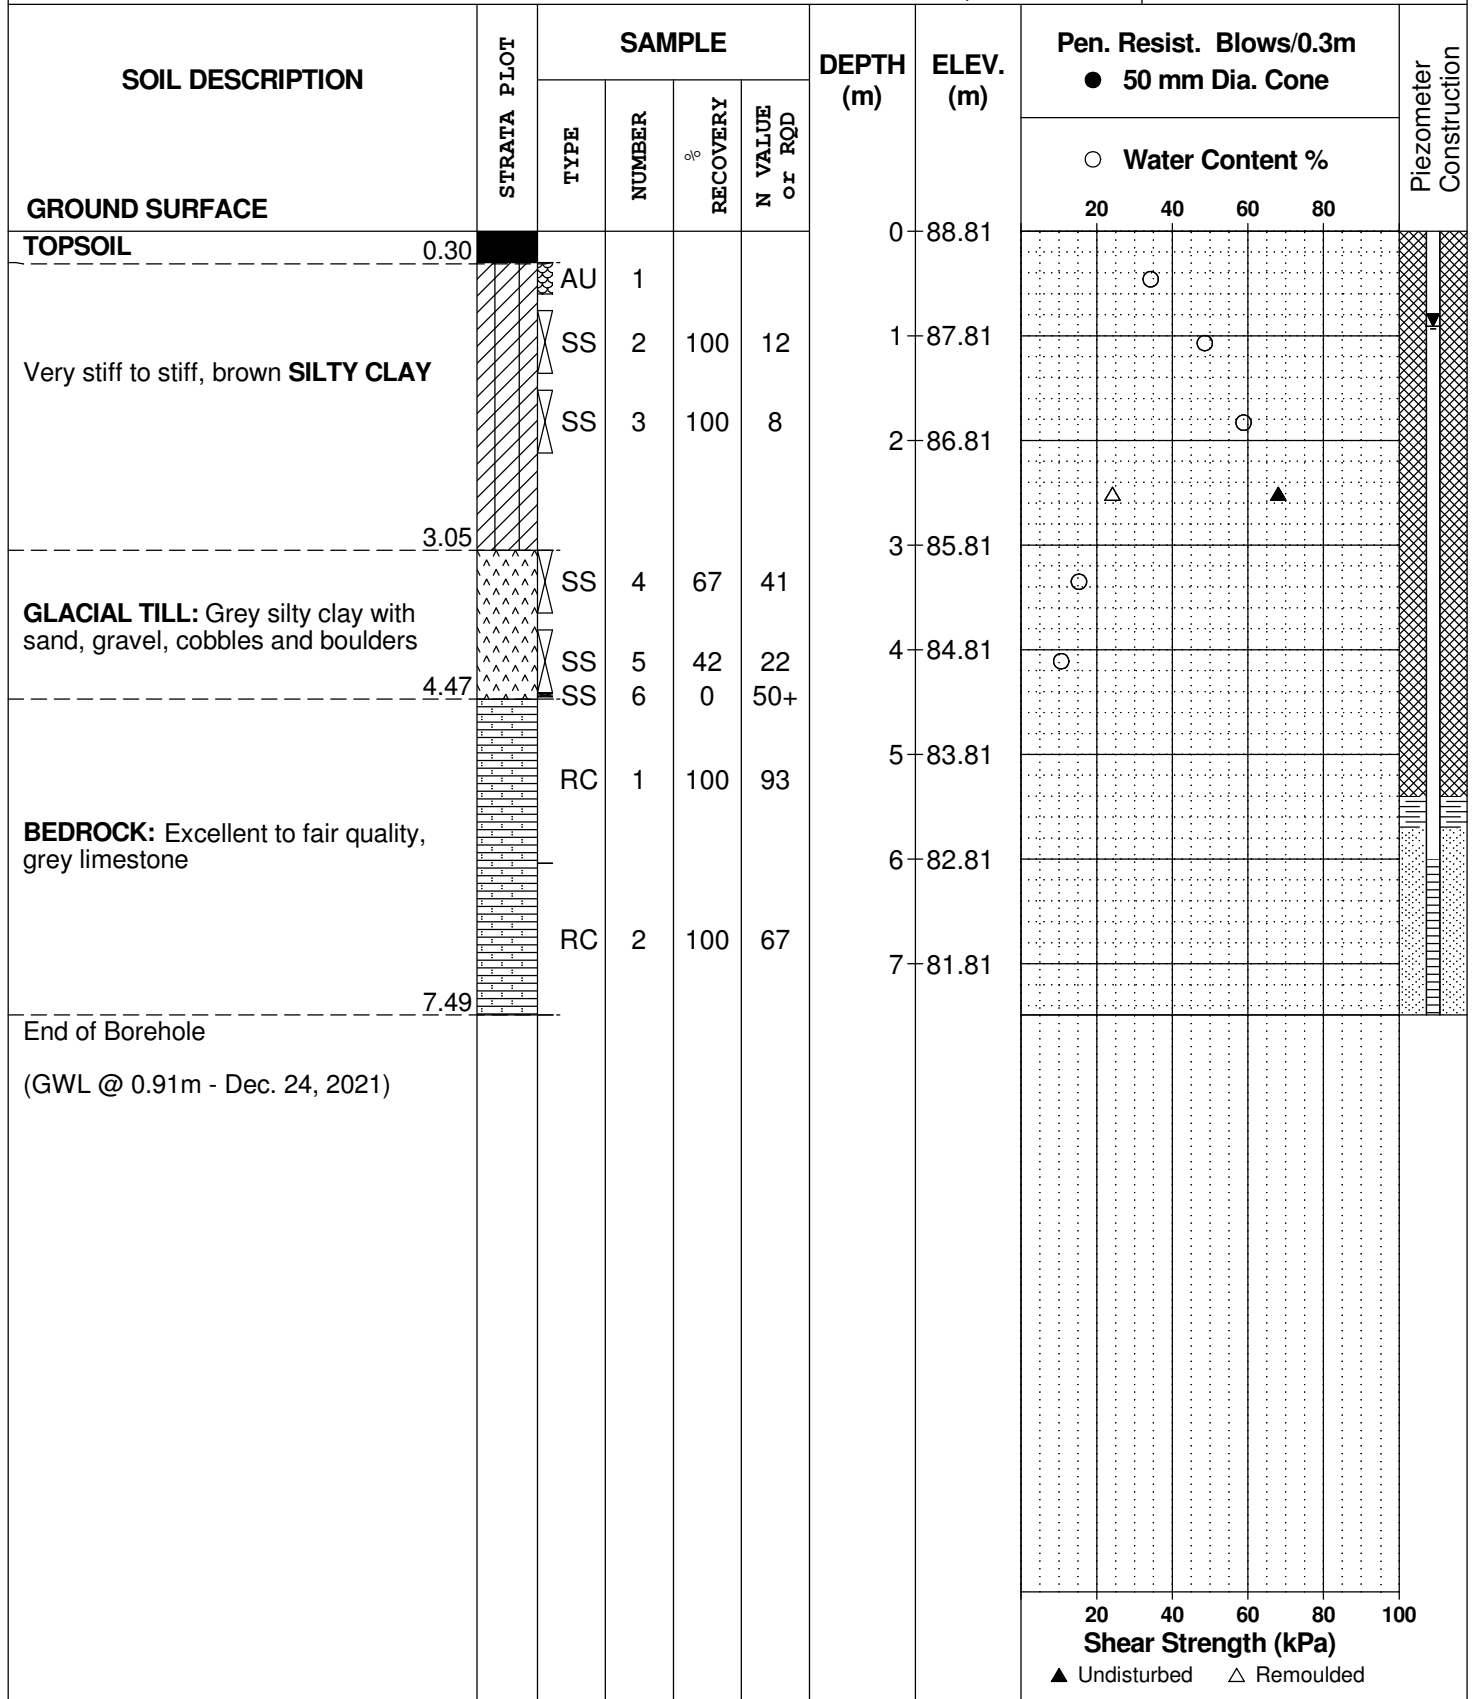 SOIL DESCRIPTION
GROUND SURFACE
STRATA PLOT
SAMPLE
TYPE
NUMBER
%
RECOVERY
N VALUE
or RQD
DEPTH
(m)
ELEV.
(m)
Pen. Resist. Blows/0.3m
● 50 mm Dia. Cone
○ Water Content %
20 40 60 80
Piezometer
Construction
TOPSOIL 0.30
0 88.81
AU 1
SS 2 100 12
1 87.81
Very stiff to stiff, brown SILTY CLAY
SS 3 100 8
2 86.81
3.05
3 85.81
SS 4 67 41
GLACIAL TILL: Grey silty clay with
sand, gravel, cobbles and boulders
4 84.81
SS 5 42 22
4.47
SS 6 0 50+
5 83.81
RC 1 100 93
BEDROCK: Excellent to fair quality,
grey limestone
6 82.81
RC 2 100 67
7 81.81
7.49
End of Borehole
(GWL @ 0.91m - Dec. 24, 2021)
20 40 60 80 100
Shear Strength (kPa)
▲ Undisturbed △ Remoulded